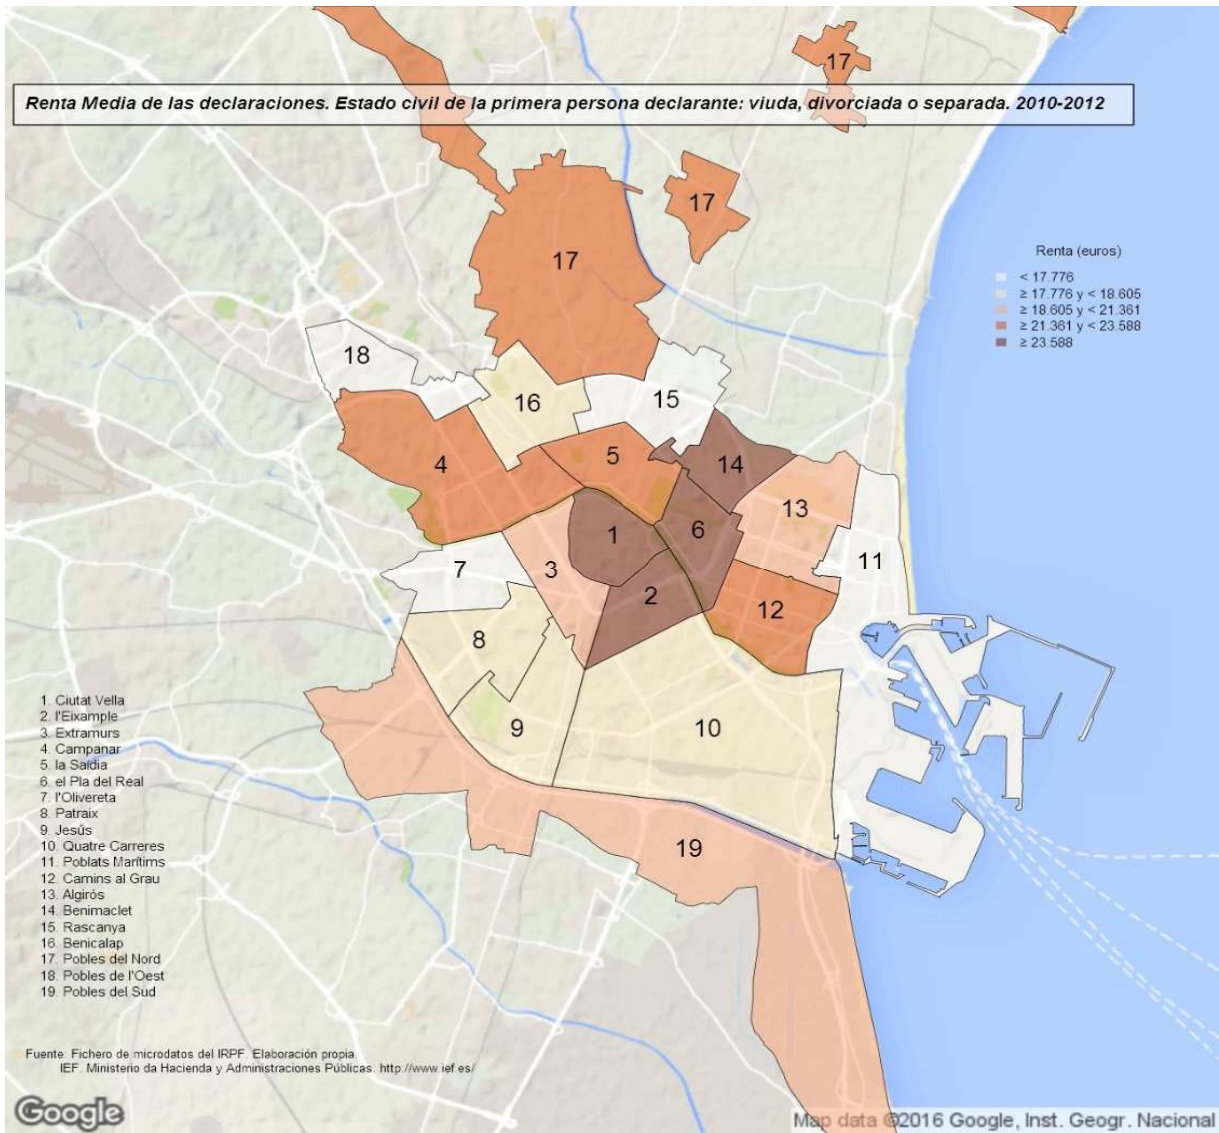 17
Renta Media de las declaraciones. Estado civil de la primera persona declarante: viuda, divorciada o separada. 2010-2012
17
17
Renta (euros)
< 17.776
≥ 17.776 y < 18.605
≥ 18.605 y < 21.361
≥ 21.361 y < 23.588
≥ 23.588
18
16
15
4
5
14
13
1
6
11
7
3
2
12
8
9
10
19
1. Ciutat Vella
2. l'Eixample
3. Extramurs
4. Campanar
5. la Saïdia
6. el Pla del Real
7. l'Olivereta
8. Patraix
9. Jesús
10. Quatre Carreres
11. Poblats Marítims
12. Camins al Grau
13. Algirós
14. Benimaclet
15. Rascanya
16. Benicalap
17. Pobles del Nord
18. Pobles de l'Oest
19. Pobles del Sud
Fuente: Fichero de microdatos del IRPF. Elaboración propia.
IEF. Ministerio da Hacienda y Administraciones Públicas. http://www.ief.es/
Google
Map data ©2016 Google, Inst. Geogr. Nacional